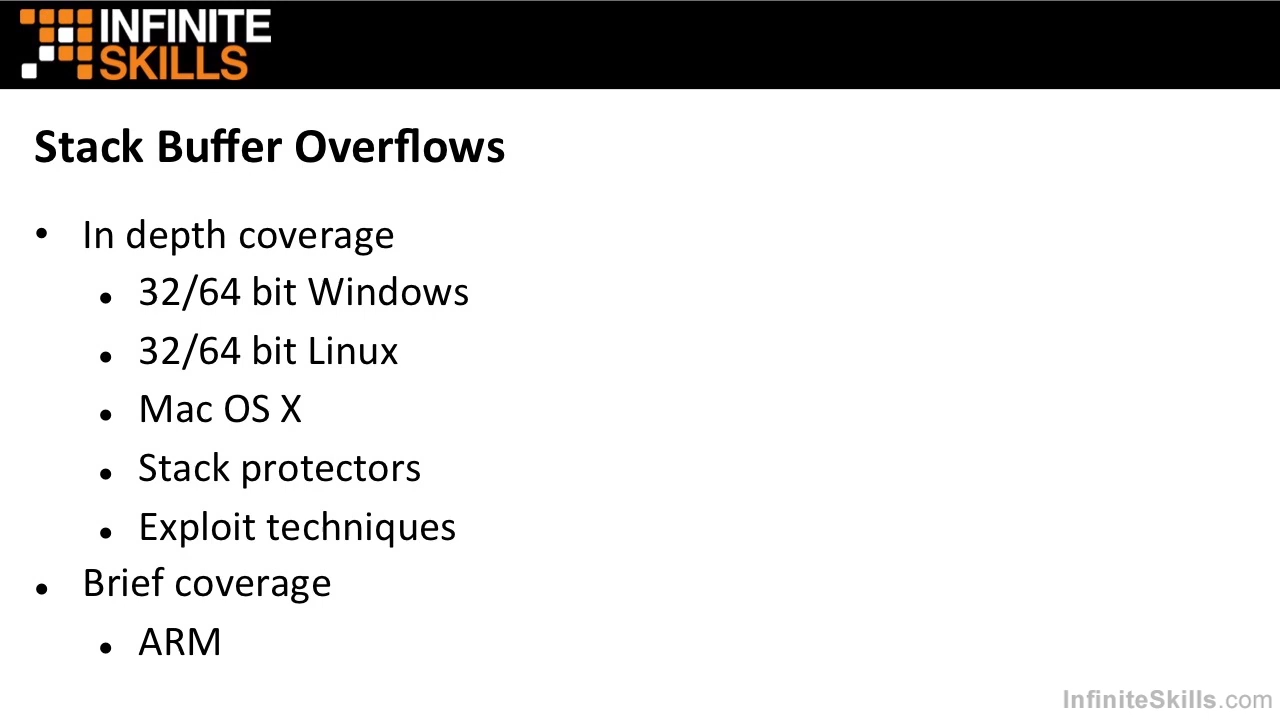 INFINITE
SKILLS
Stack Buffer Overflows
• In depth coverage
• 32/64 bit Windows
• 32/64 bit Linux
• Mac OS X
• Stack protectors
• Exploit techniques
• Brief coverage
• ARM
InfiniteSkills.com